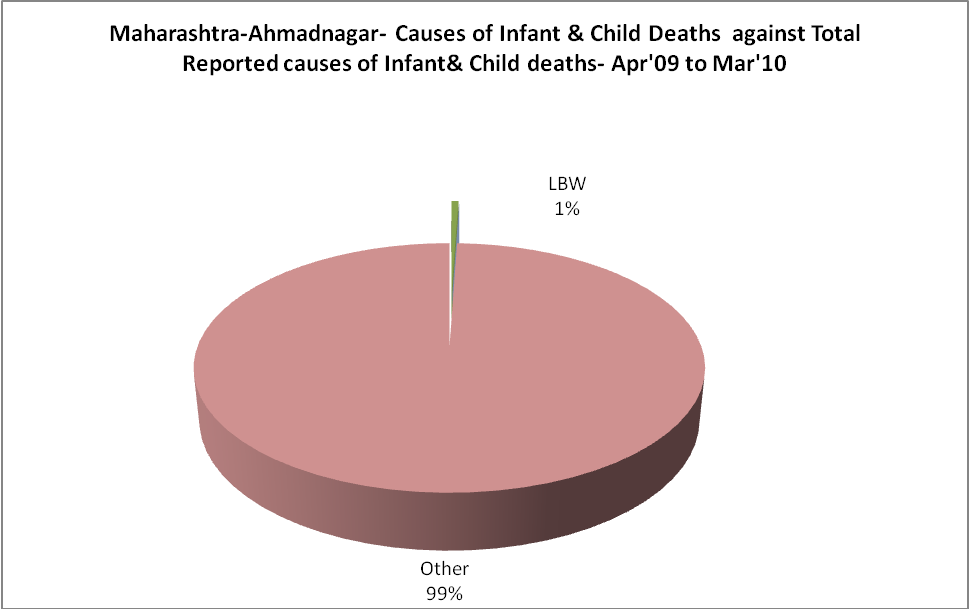 Maharashtra-Ahmadnagar- Causes of Infant & Child Deaths  against Total
Reported causes of Infant& Child deaths- Apr'09 to Mar'10
LBW
1%
Other
99%